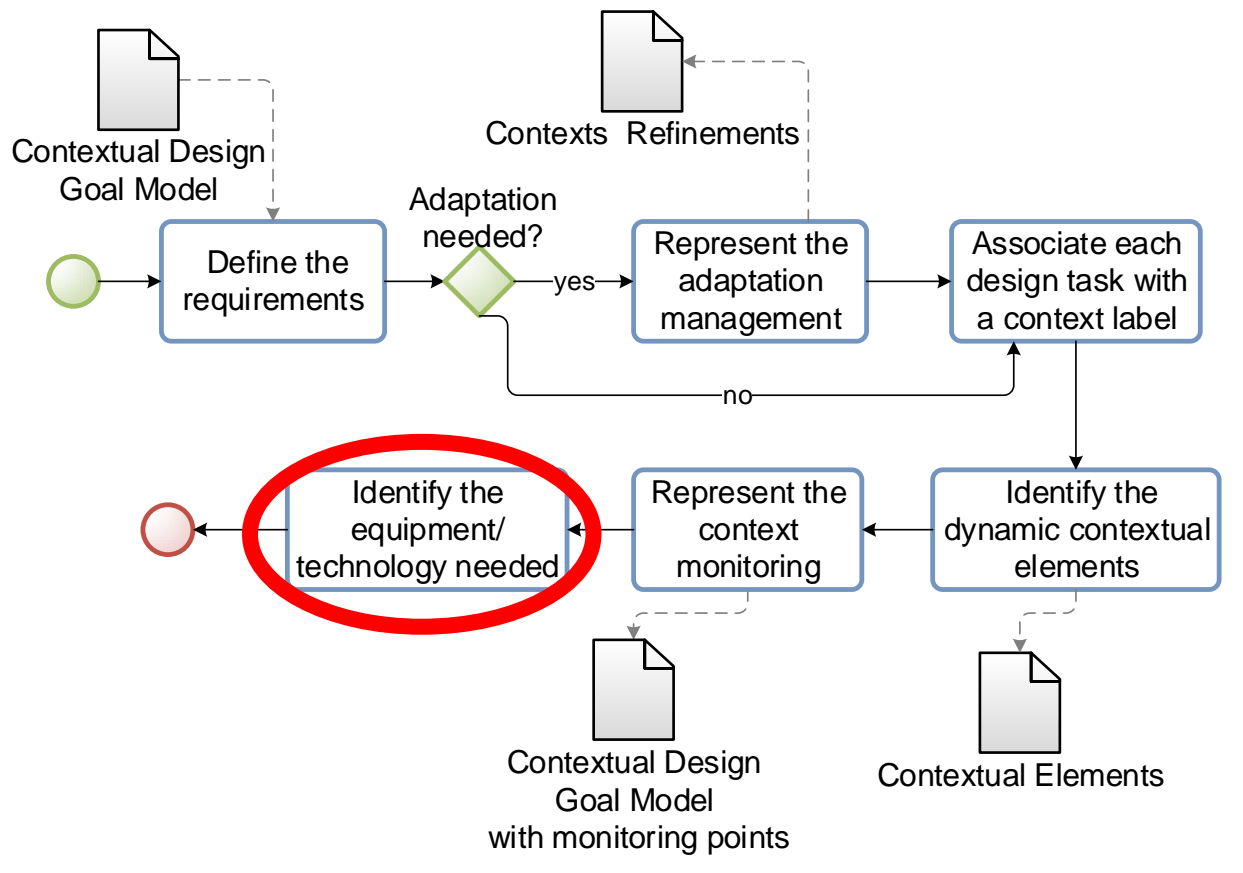 Contextual Design
Goal Model
Contexts Refinements
Adaptation
needed?
Define the
requirements
yes
Represent the
adaptation
management
Associate each
design task with
a context label
no
Identify the
equipment/
technology needed
Represent the
context
monitoring
Identify the
dynamic contextual
elements
Contextual Design
Goal Model
with monitoring points
Contextual Elements